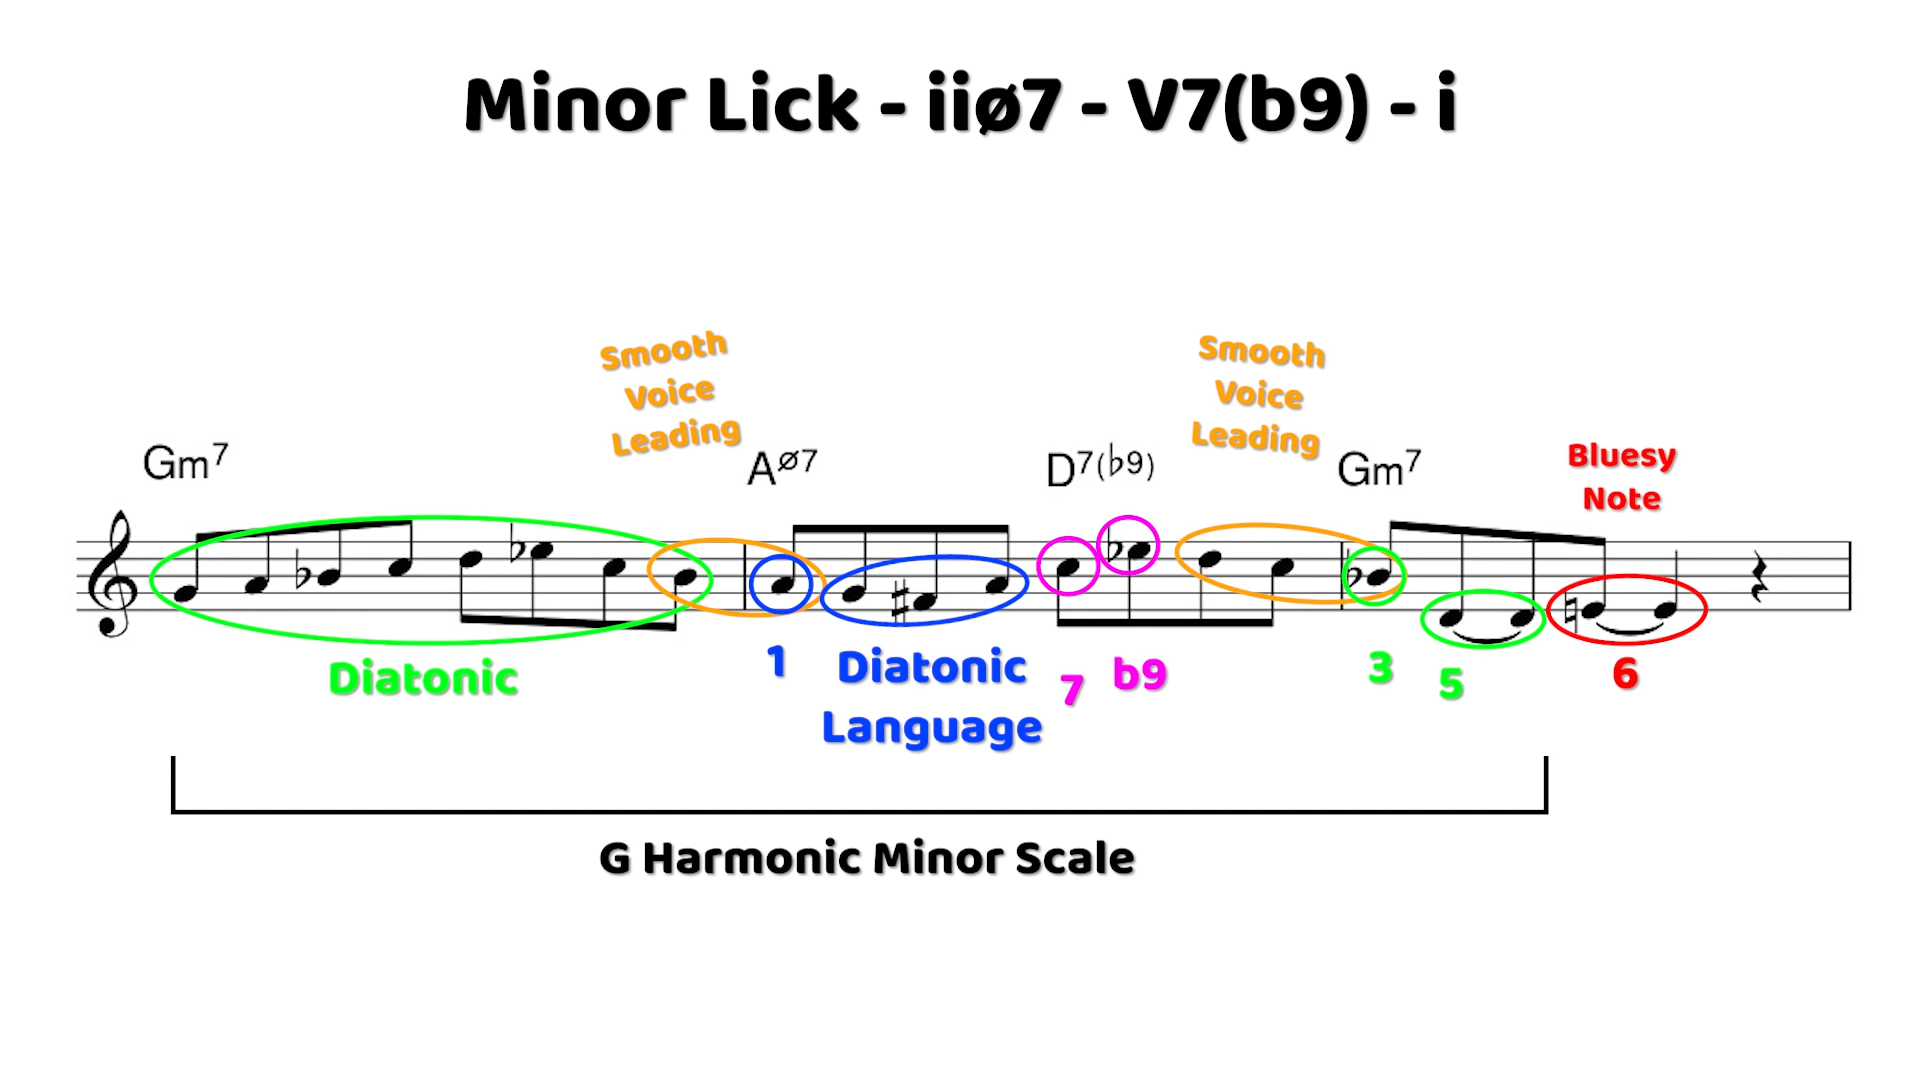 Minor Lick - iiø7 - V7(b9) - i
Smooth
Voice
Leading
Smooth
Voice
Leading
Gm7
Aø7
D7(♭9)
Gm7
Bluesy
Note
Diatonic
1
Diatonic
Language
7
b9
3
5
6
G Harmonic Minor Scale